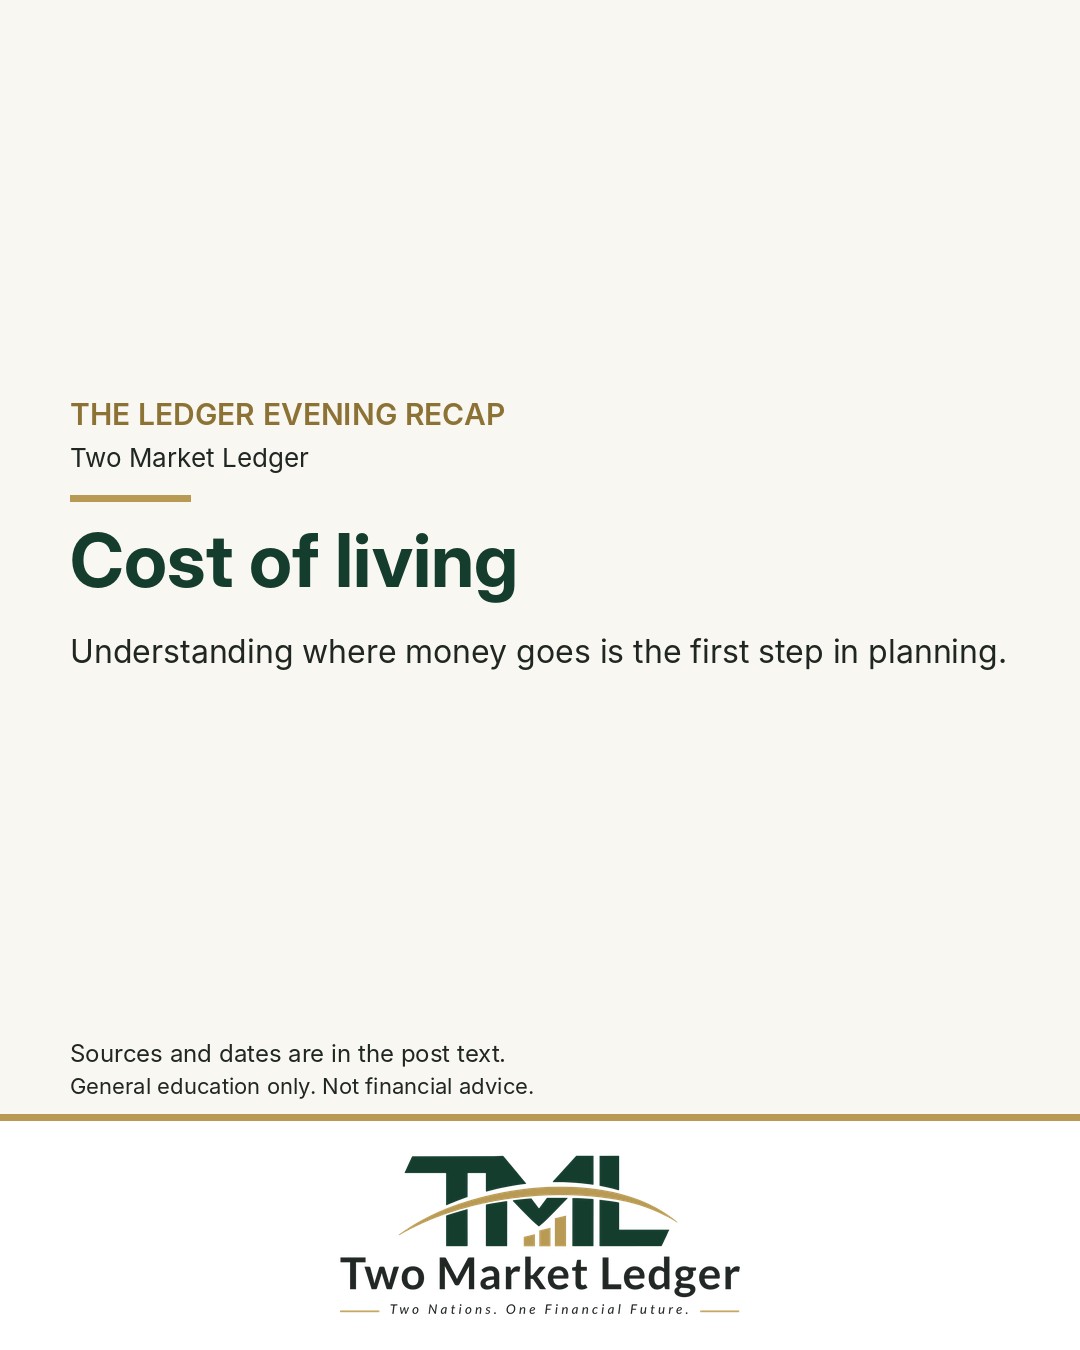 THE LEDGER EVENING RECAP
Two Market Ledger
Cost of living
Understanding where money goes is the first step in planning.
Sources and dates are in the post text.
General education only. Not financial advice.
TML
Two Market Ledger
Two Nations. One Financial Future.